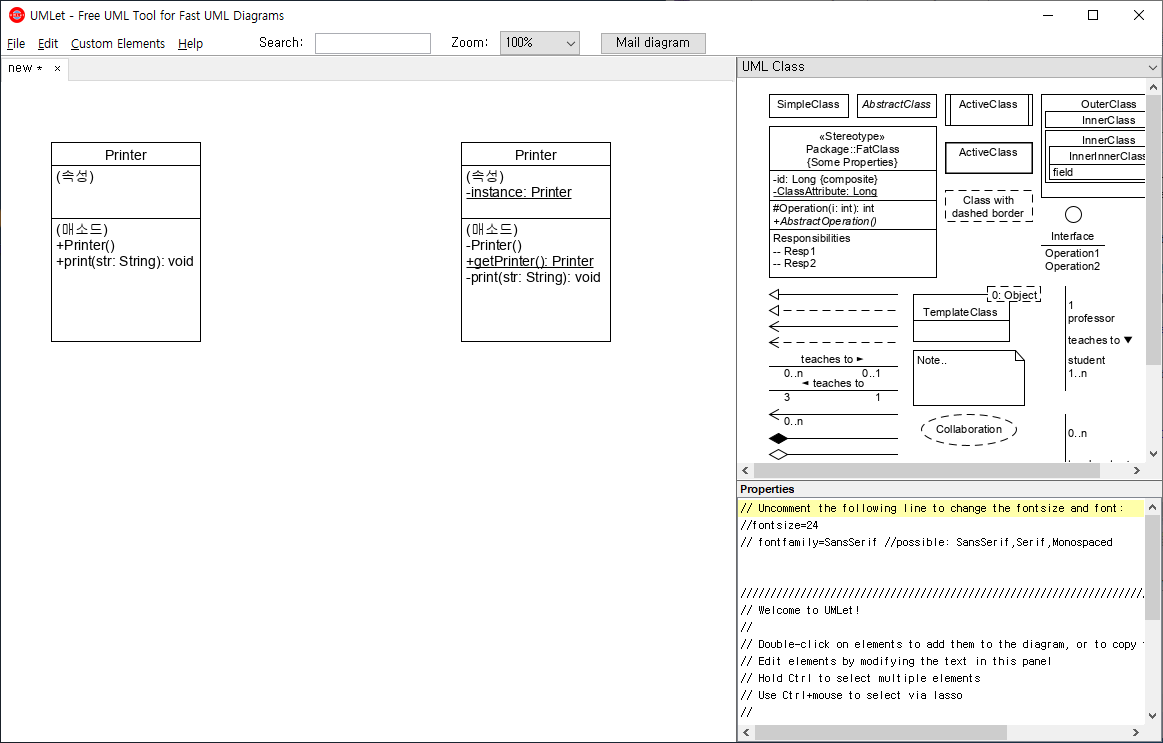 UMLet - Free UML Tool for Fast UML Diagrams
File Edit Custom Elements Help Search: Zoom: 100% Mail diagram
new *
Printer
(속성)
(매소드)
+Printer()
+print(str: String): void
Printer
(속성)
-instance: Printer
(매소드)
-Printer()
+getPrinter(): Printer
-print(str: String): void
UML Class
SimpleClass
AbstractClass
ActiveClass
OuterClass
InnerClass
InnerClass
InnerInnerClass
field
«Stereotype»
Package::FatClass
{Some Properties}
-id: Long {composite}
-ClassAttribute: Long
#Operation(i: int): int
+AbstractOperation()
Responsibilities
-- Resp1
-- Resp2
ActiveClass
Class with
dashed border
Interface
Operation1
Operation2
0: Object
TemplateClass
1
professor
teaches to ▼
student
1..n
teaches to ►
0..n 0..1
◄ teaches to
3 1
0..n
Note..
Collaboration
0..n
Properties
// Uncomment the following line to change the fontsize and font:
//fontsize=24
// fontfamily=SansSerif //possible: SansSerif,Serif,Monospaced
////////////////////////////////////////////////////////////////////
// Welcome to UMLet!
//
// Double-click on elements to add them to the diagram, or to copy
// Edit elements by modifying the text in this panel
// Hold Ctrl to select multiple elements
// Use Ctrl+mouse to select via lasso
//